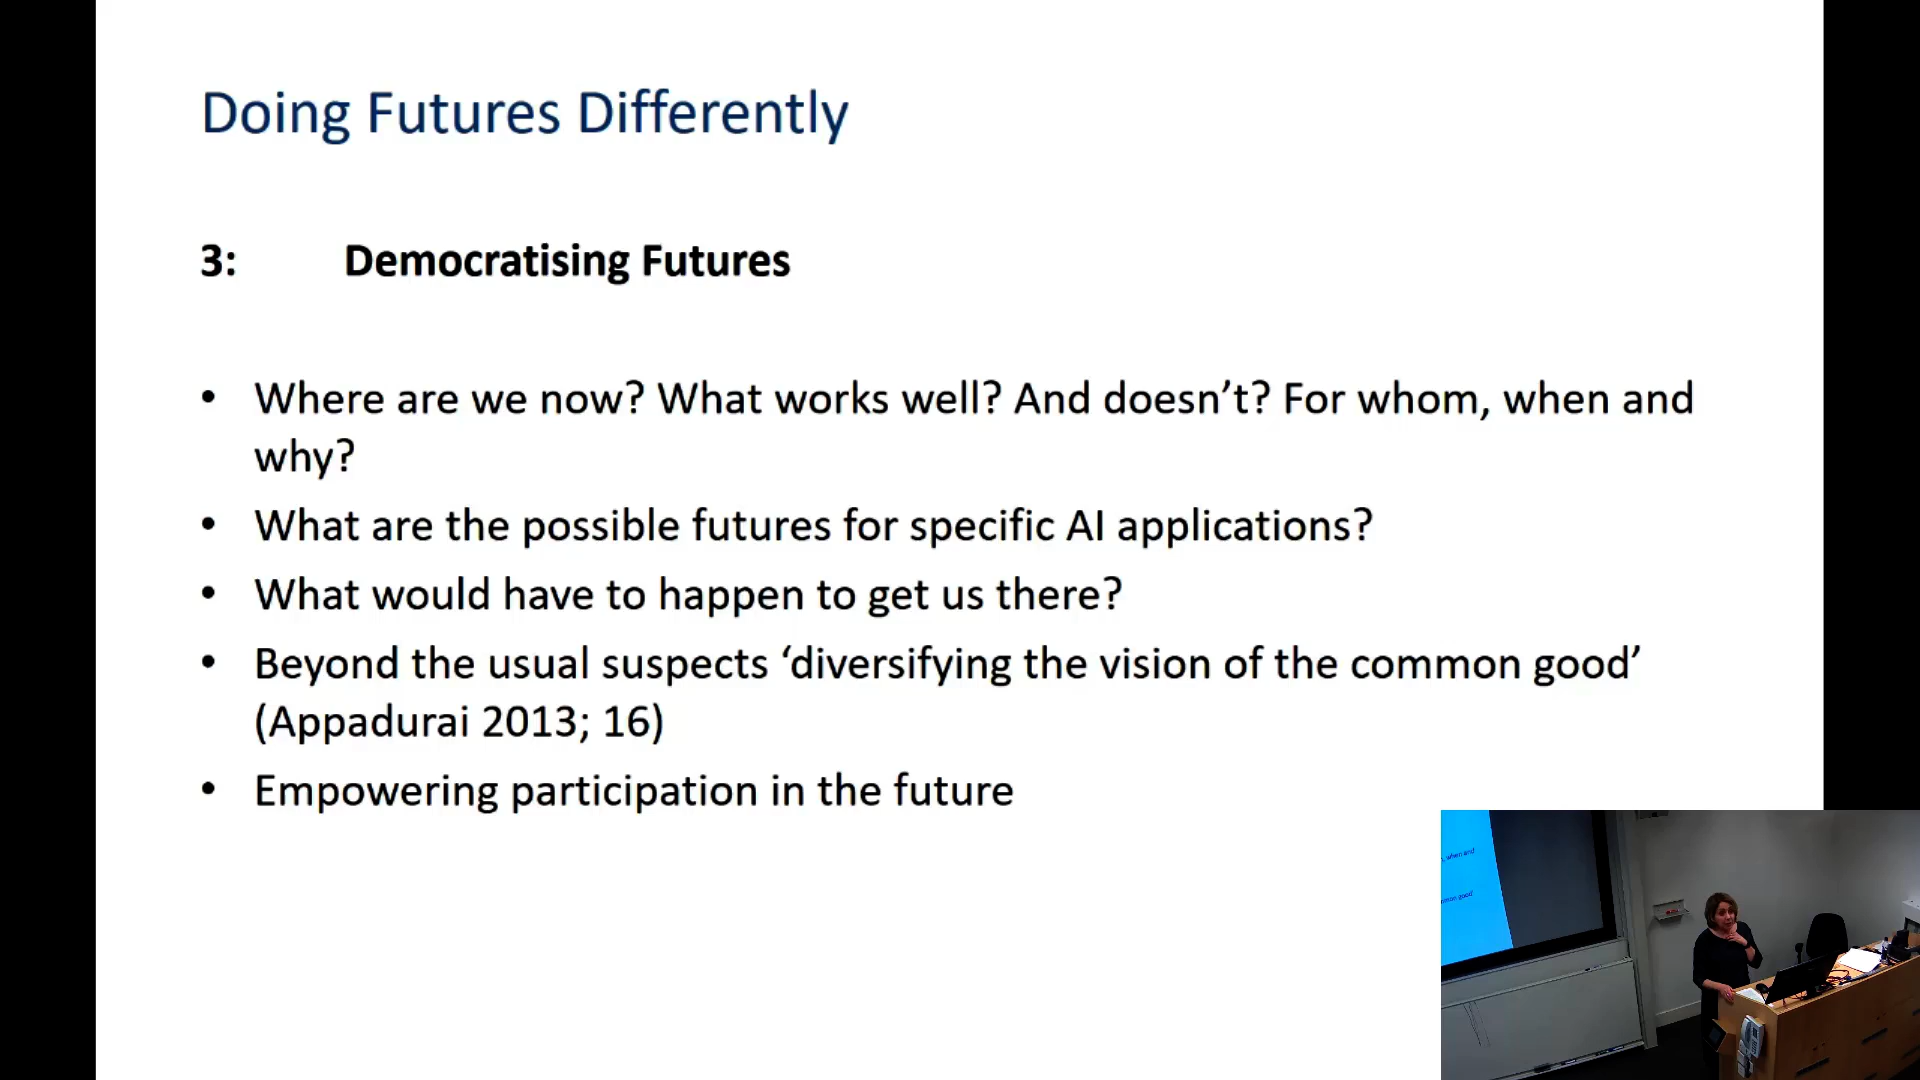 Doing Futures Differently
3: Democratising Futures
• Where are we now? What works well? And doesn’t? For whom, when and
why?
• What are the possible futures for specific AI applications?
• What would have to happen to get us there?
• Beyond the usual suspects ‘diversifying the vision of the common good’
(Appadurai 2013; 16)
• Empowering participation in the future
when and
good’